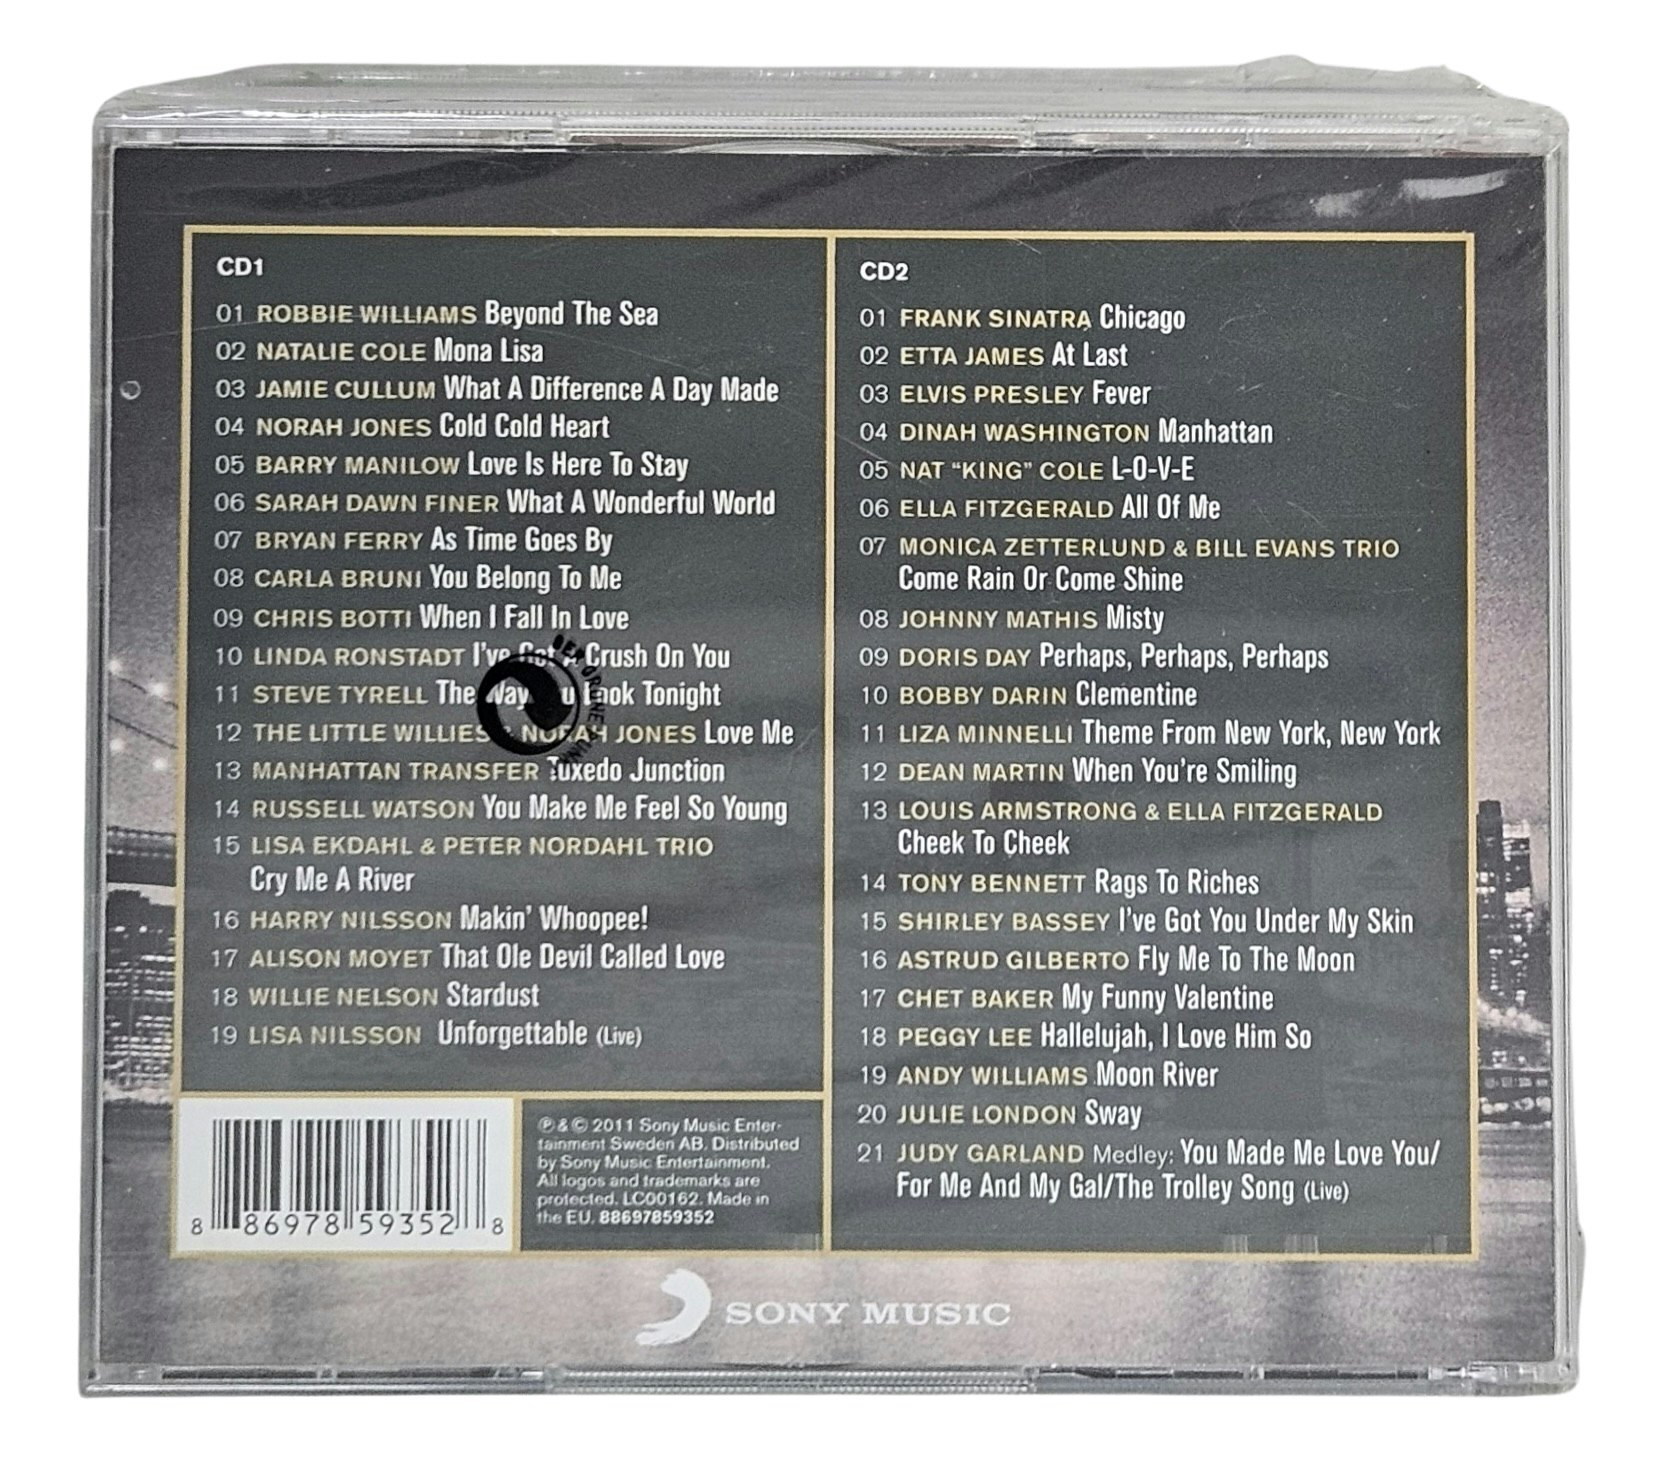 CD1
01 ROBBIE WILLIAMS Beyond The Sea
02 NATALIE COLE Mona Lisa
03 JAMIE CULLUM What A Difference A Day Made
04 NORAH JONES Cold Cold Heart
05 BARRY MANILOW Love Is Here To Stay
06 SARAH DAWN FINER What A Wonderful World
07 BRYAN FERRY As Time Goes By
08 CARLA BRUNI You Belong To Me
09 CHRIS BOTTI When I Fall In Love
10 LINDA RONSTADT I've Got A Crush On You
11 STEVE TYRELL The Way You Look Tonight
12 THE LITTLE WILLIES & NORAH JONES Love Me
13 MANHATTAN TRANSFER Tuxedo Junction
14 RUSSELL WATSON You Make Me Feel So Young
15 LISA EKDAHL & PETER NORDAHL TRIO
Cry Me A River
16 HARRY NILSSON Makin' Whoopee!
17 ALISON MOYET That Ole Devil Called Love
18 WILLIE NELSON Stardust
19 LISA NILSSON Unforgettable (Live)
8 86978 59352 8
℗ & © 2011 Sony Music Enter-
tainment Sweden AB. Distributed
by Sony Music Entertainment.
All logos and trademarks are
protected. LC00162. Made in
the EU. 88697859352
CD2
01 FRANK SINATRA Chicago
02 ETTA JAMES At Last
03 ELVIS PRESLEY Fever
04 DINAH WASHINGTON Manhattan
05 NAT “KING” COLE L-O-V-E
06 ELLA FITZGERALD All Of Me
07 MONICA ZETTERLUND & BILL EVANS TRIO
Come Rain Or Come Shine
08 JOHNNY MATHIS Misty
09 DORIS DAY Perhaps, Perhaps, Perhaps
10 BOBBY DARIN Clementine
11 LIZA MINNELLI Theme From New York, New York
12 DEAN MARTIN When You're Smiling
13 LOUIS ARMSTRONG & ELLA FITZGERALD
Cheek To Cheek
14 TONY BENNETT Rags To Riches
15 SHIRLEY BASSEY I've Got You Under My Skin
16 ASTRUD GILBERTO Fly Me To The Moon
17 CHET BAKER My Funny Valentine
18 PEGGY LEE Hallelujah, I Love Him So
19 ANDY WILLIAMS Moon River
20 JULIE LONDON Sway
21 JUDY GARLAND Medley: You Made Me Love You/
For Me And My Gal/The Trolley Song (Live)
SONY MUSIC